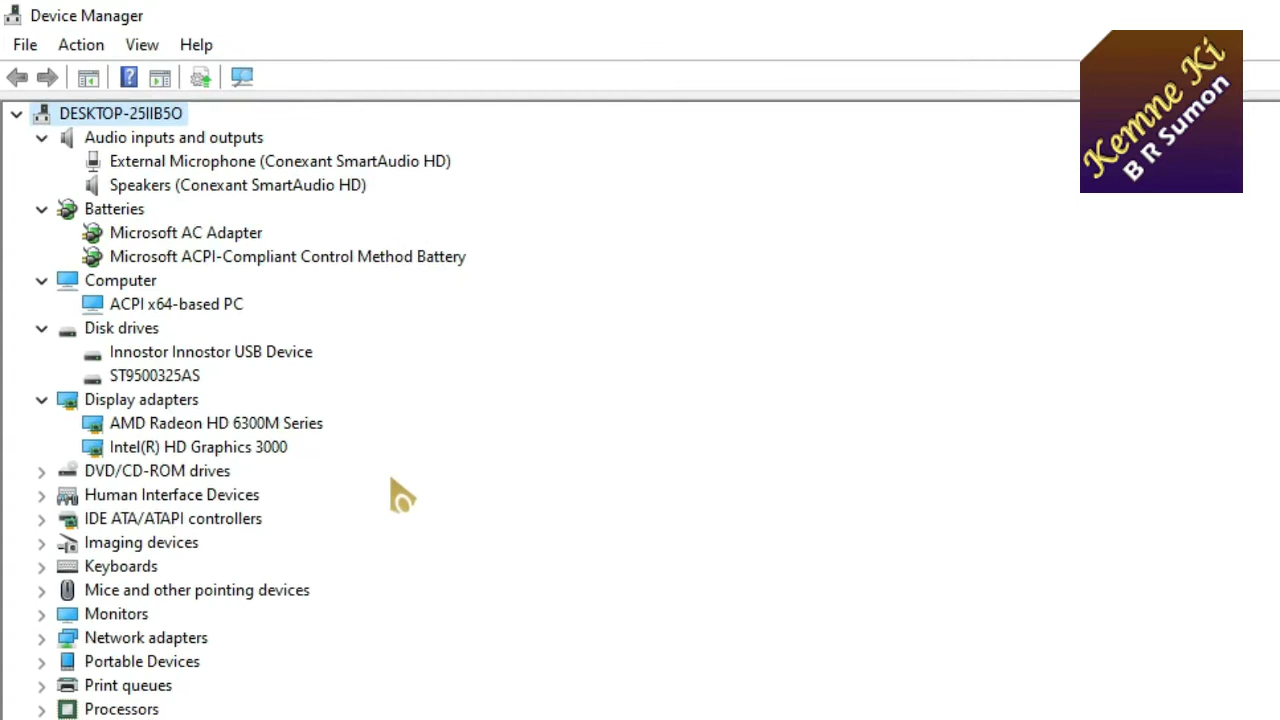 Device Manager
File Action View Help
DESKTOP-25IIB5O
Audio inputs and outputs
External Microphone (Conexant SmartAudio HD)
Speakers (Conexant SmartAudio HD)
Batteries
Microsoft AC Adapter
Microsoft ACPI-Compliant Control Method Battery
Computer
ACPI x64-based PC
Disk drives
Innostor Innostor USB Device
ST9500325AS
Display adapters
AMD Radeon HD 6300M Series
Intel(R) HD Graphics 3000
DVD/CD-ROM drives
Human Interface Devices
IDE ATA/ATAPI controllers
Imaging devices
Keyboards
Mice and other pointing devices
Monitors
Network adapters
Portable Devices
Print queues
Processors
Kemne Ki
B R Sumon